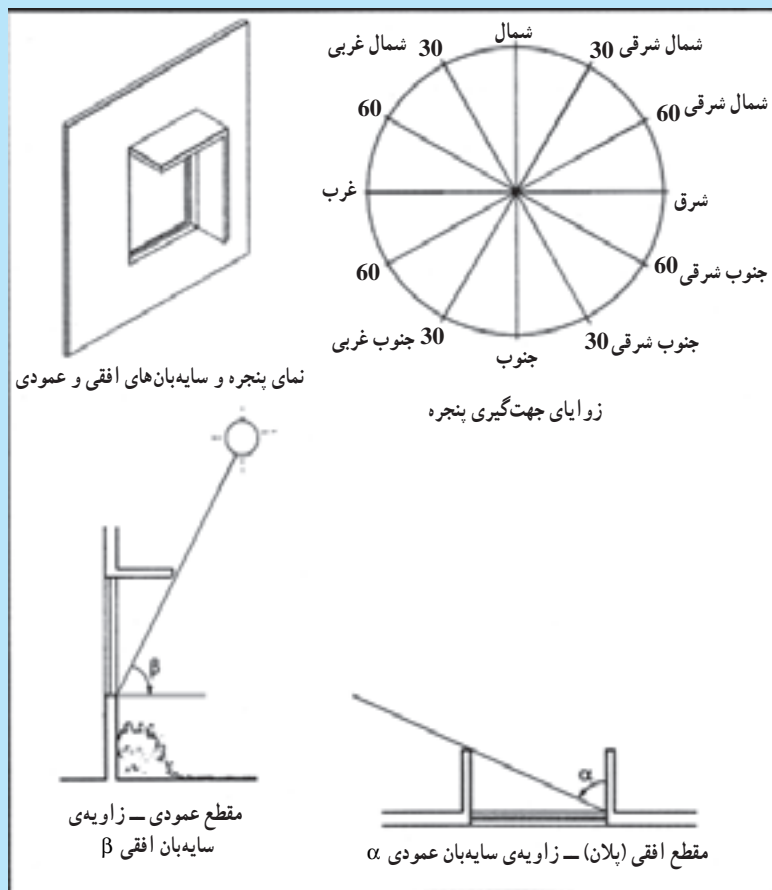 شمال
شمال غربی 30
30 شمال شرقی
60
60 شمال شرقی
غرب
شرق
60
60 جنوب شرقی
جنوب غربی 30
30 جنوب شرقی
جنوب
نمای پنجره و سایه‌بان‌های افقی و عمودی
زوایای جهت‌گیری پنجره
β
α
مقطع عمودی ــ زاویه‌ی
سایه‌بان افقی β
مقطع افقی (پلان) ــ زاویه‌ی سایه‌بان عمودی α